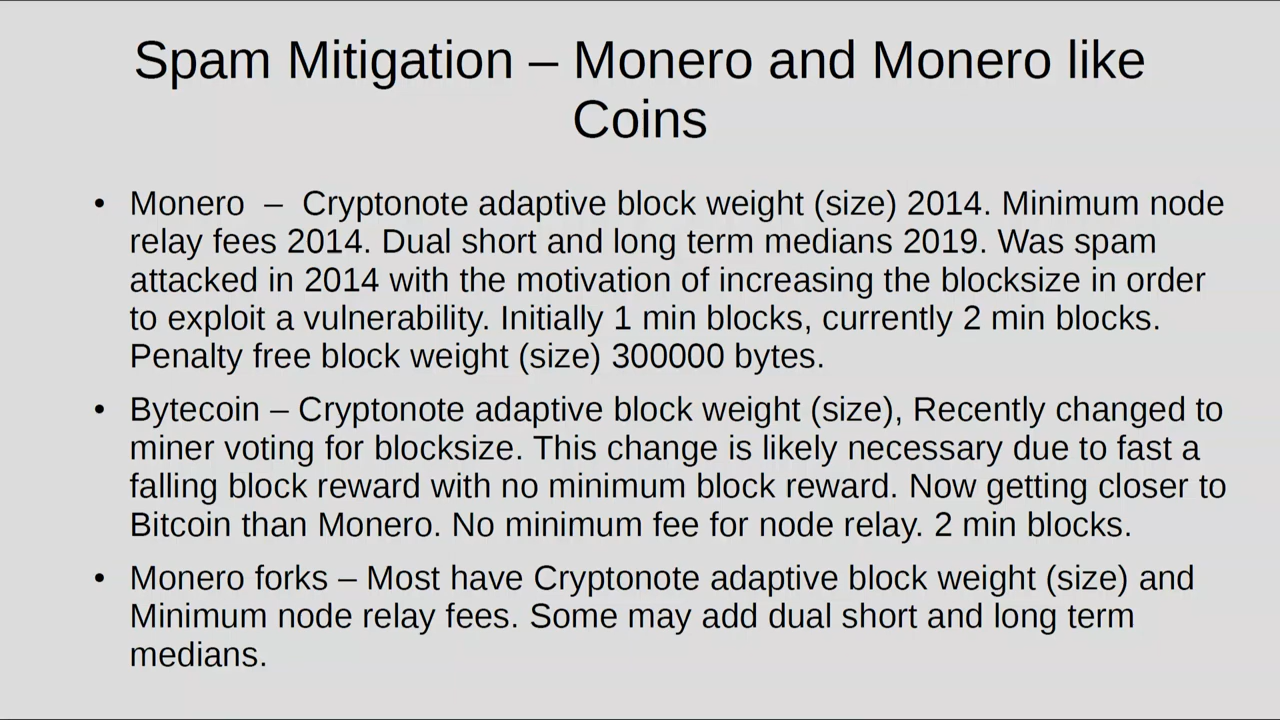 Spam Mitigation – Monero and Monero like
Coins
• Monero – Cryptonote adaptive block weight (size) 2014. Minimum node
relay fees 2014. Dual short and long term medians 2019. Was spam
attacked in 2014 with the motivation of increasing the blocksize in order
to exploit a vulnerability. Initially 1 min blocks, currently 2 min blocks.
Penalty free block weight (size) 300000 bytes.
• Bytecoin – Cryptonote adaptive block weight (size), Recently changed to
miner voting for blocksize. This change is likely necessary due to fast a
falling block reward with no minimum block reward. Now getting closer to
Bitcoin than Monero. No minimum fee for node relay. 2 min blocks.
• Monero forks – Most have Cryptonote adaptive block weight (size) and
Minimum node relay fees. Some may add dual short and long term
medians.